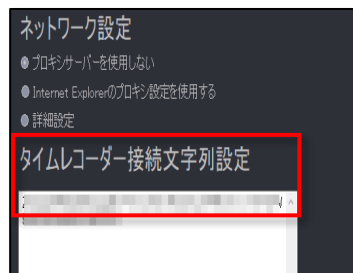 ネットワーク設定
プロキシサーバーを使用しない
Internet Explorerのプロキシ設定を使用する
詳細設定
タイムレコーダー接続文字列設定